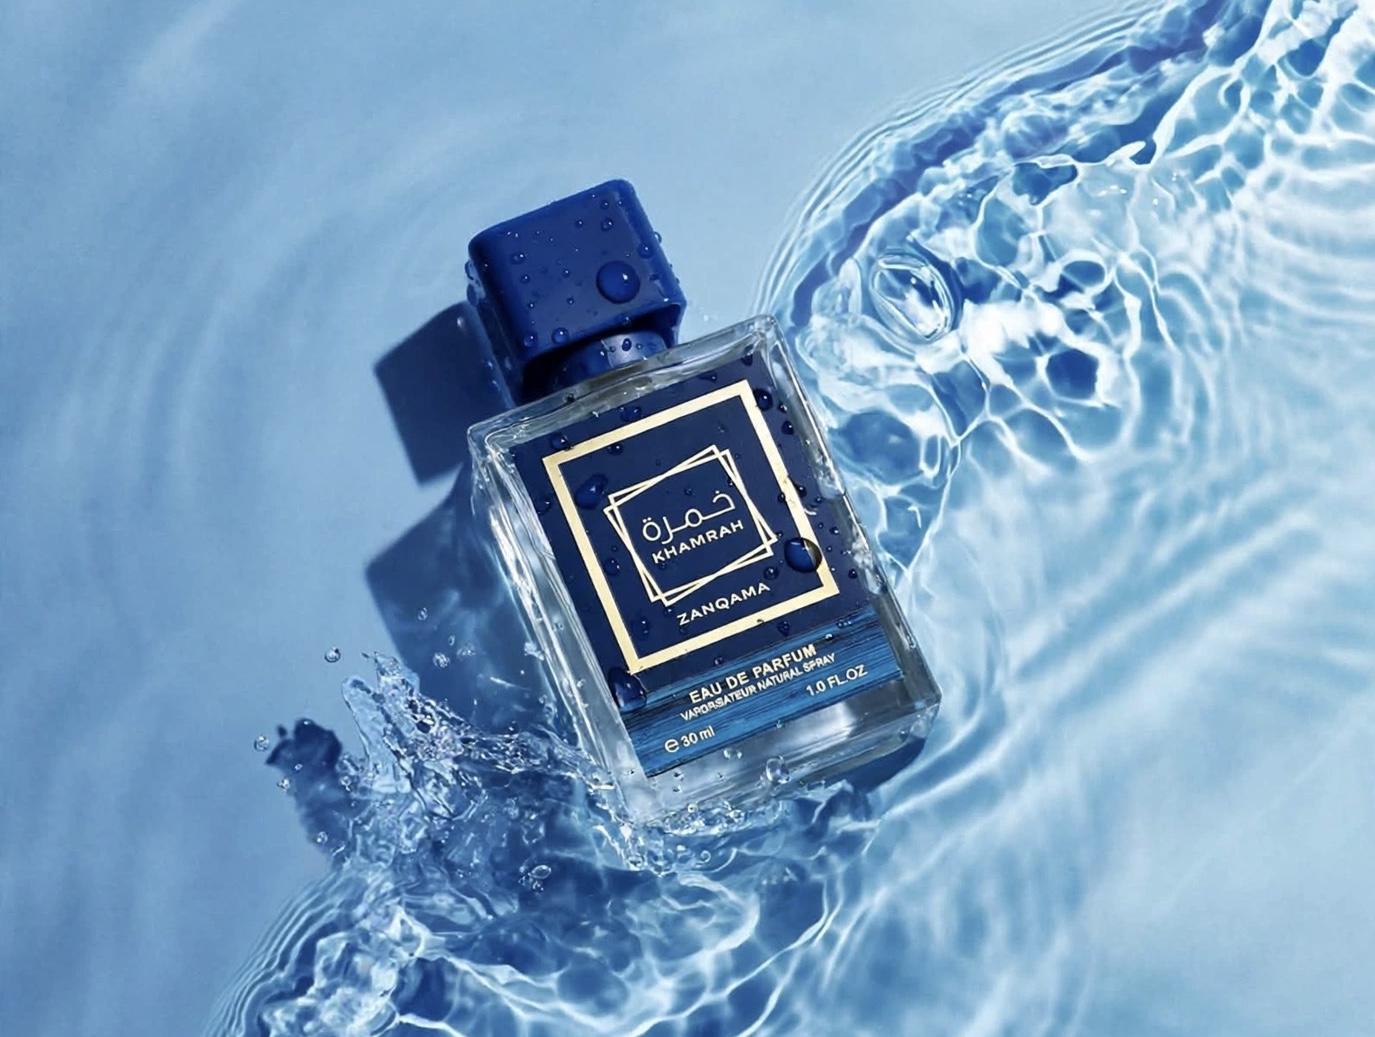 خمرة
KHAMRAH
ZANQAMA
EAU DE PARFUM
VAPORISATEUR NATURAL SPRAY
1.0 FL.OZ
e 30 ml